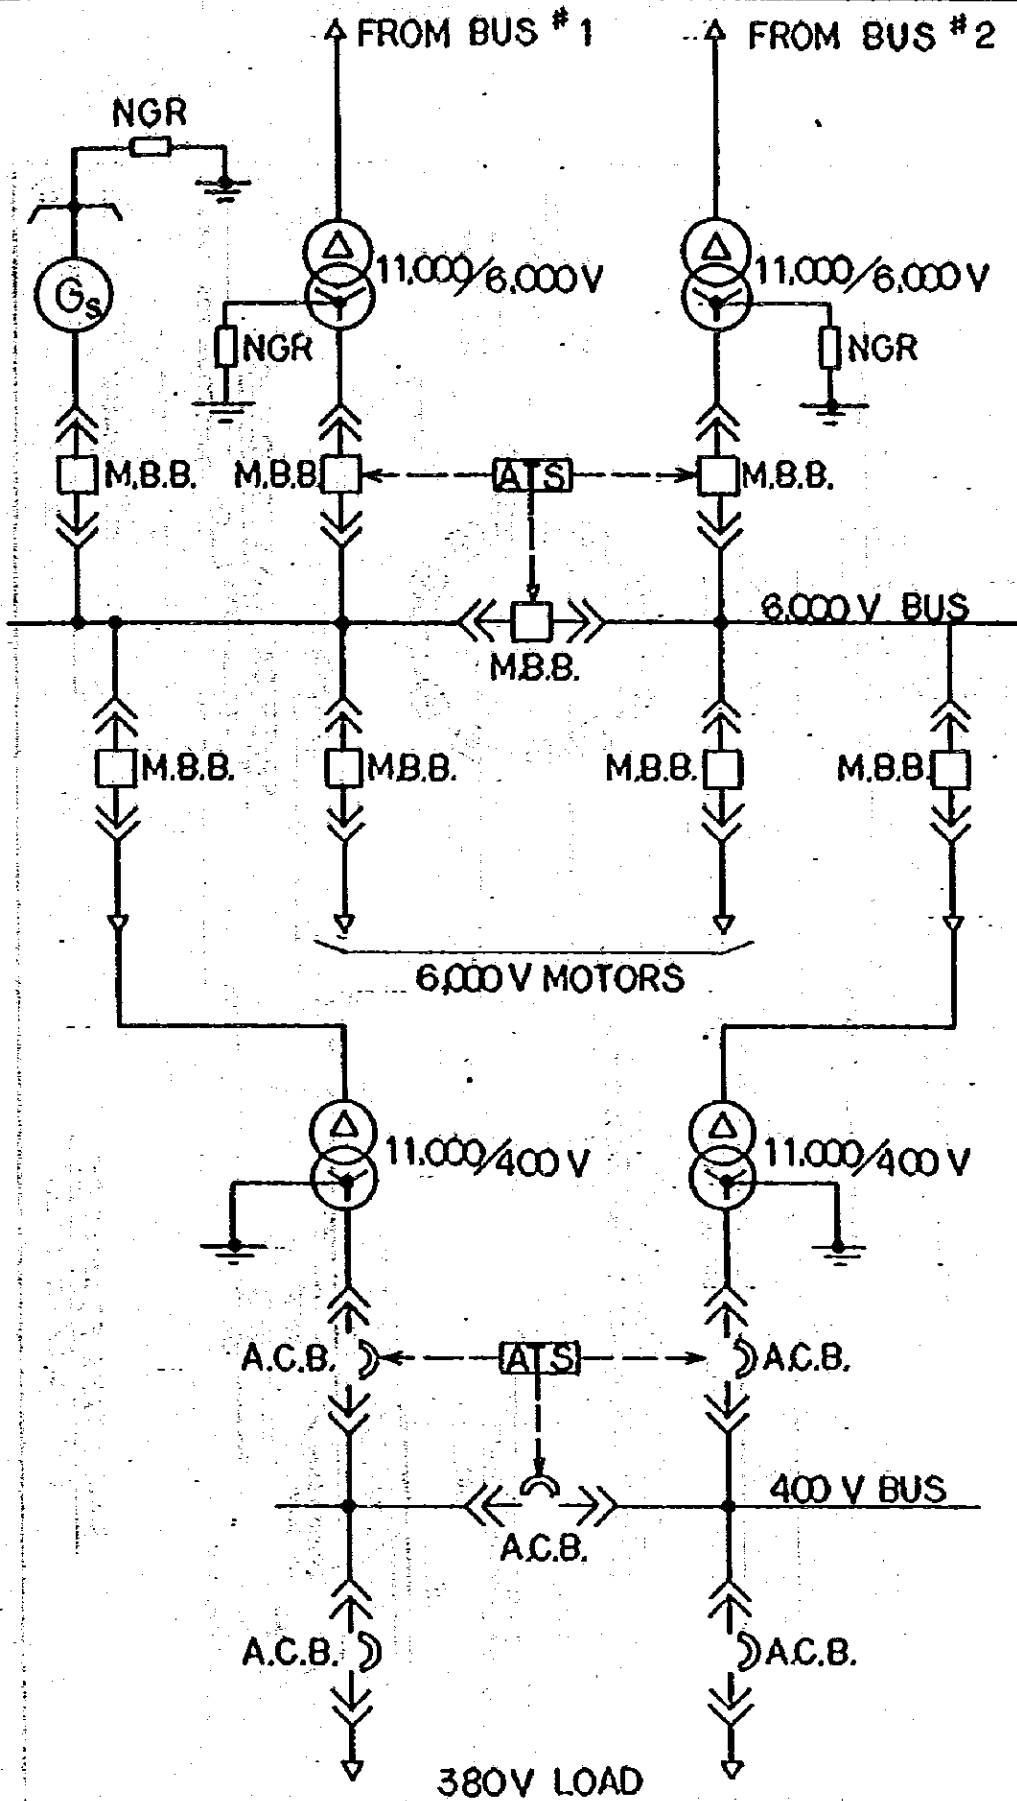 FROM BUS #1
FROM BUS #2
NGR
Gs
Δ
11,000/6,000 V
Δ
11,000/6,000 V
NGR
NGR
M.B.B.
M.B.B.
ATS
M.B.B.
6,000 V BUS
M.B.B.
M.B.B.
M.B.B.
M.B.B.
M.B.B.
6,000 V MOTORS
Δ
11,000/400 V
Δ
11,000/400 V
A.C.B.
ATS
A.C.B.
400 V BUS
A.C.B.
A.C.B.
A.C.B.
380V LOAD